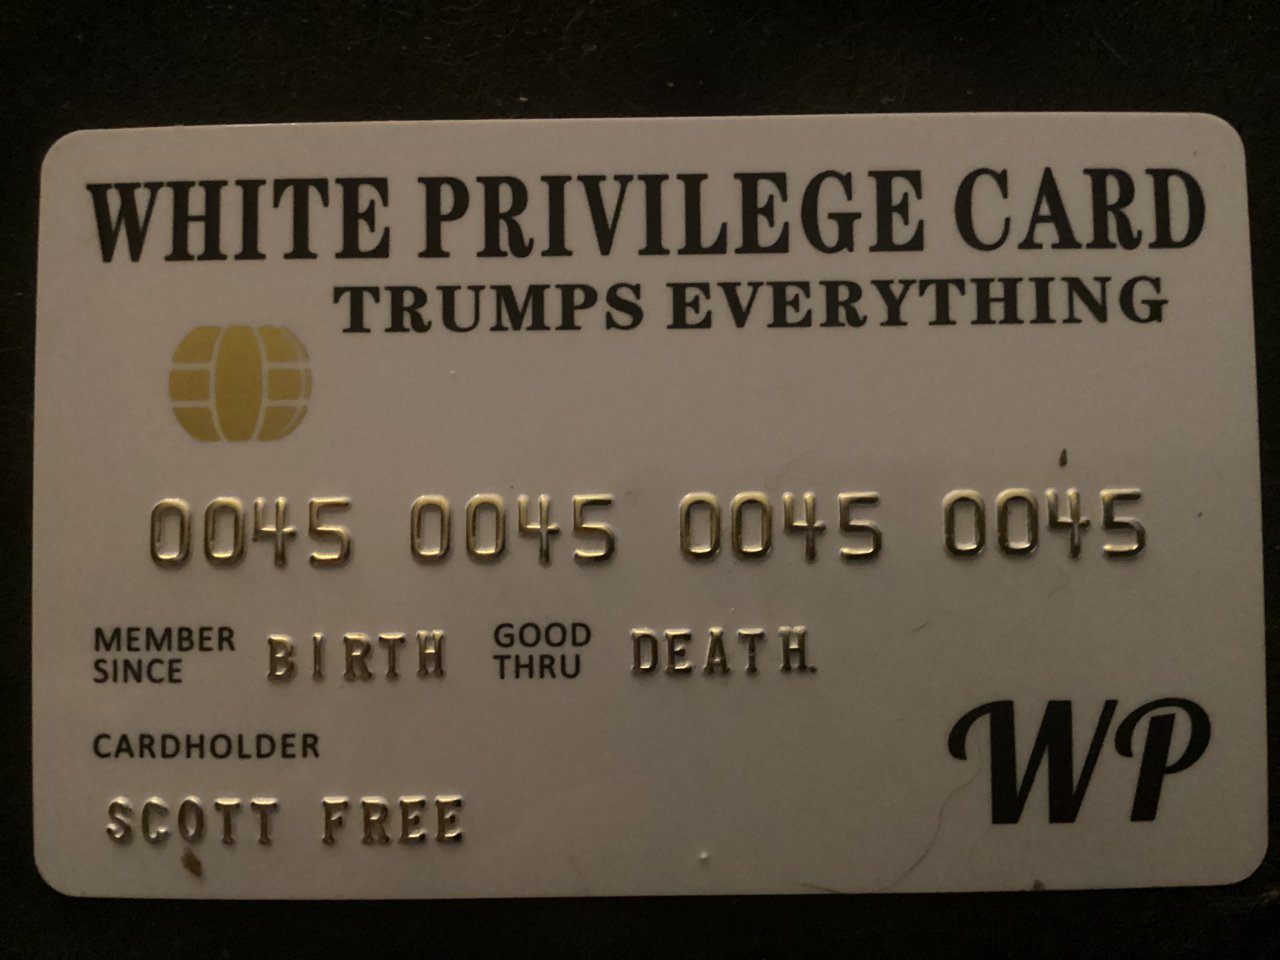 WHITE PRIVILEGE CARD
TRUMPS EVERYTHING
0045 0045 0045 0045
MEMBER SINCE BIRTH GOOD THRU DEATH.
CARDHOLDER
SCOTT FREE
WP